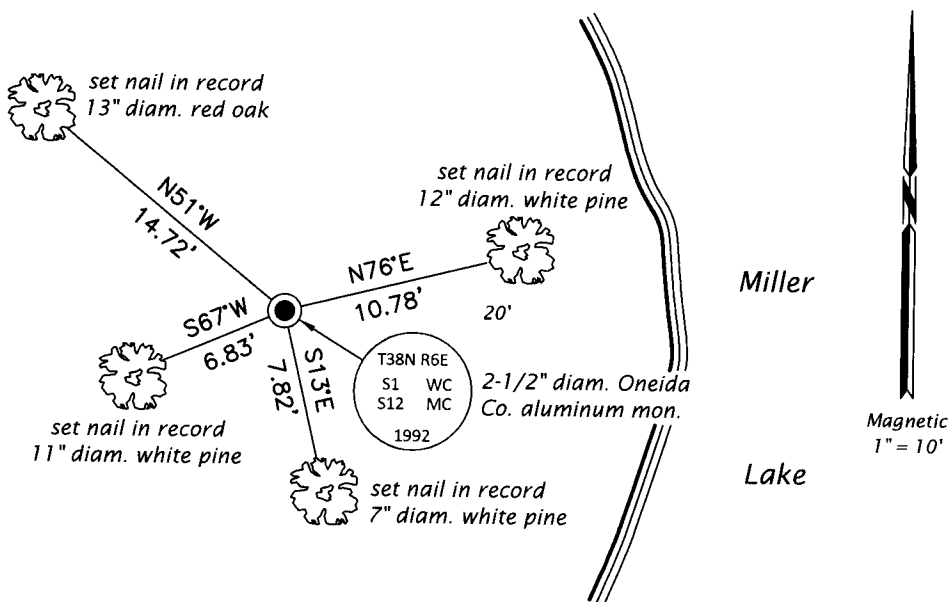 set nail in record
13" diam. red oak
N51°W
14.72'
set nail in record
12" diam. white pine
N76°E
10.78'
20'
Miller
S67°W
6.83'
S13°E
7.82'
T38N R6E
S1 WC
S12 MC
1992
2-1/2" diam. Oneida
Co. aluminum mon.
set nail in record
11" diam. white pine
set nail in record
7" diam. white pine
Lake
N
Magnetic
1" = 10'